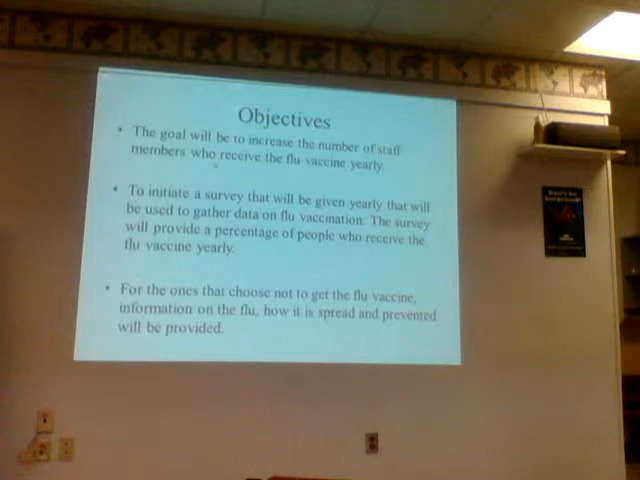 Objectives
• The goal will be to increase the number of staff
members who receive the flu vaccine yearly.
• To initiate a survey that will be given yearly that will
be used to gather data on flu vaccination. The survey
will provide a percentage of people who receive the
flu vaccine yearly.
• For the ones that choose not to get the flu vaccine,
information on the flu, how it is spread and prevented
will be provided.
Don't be